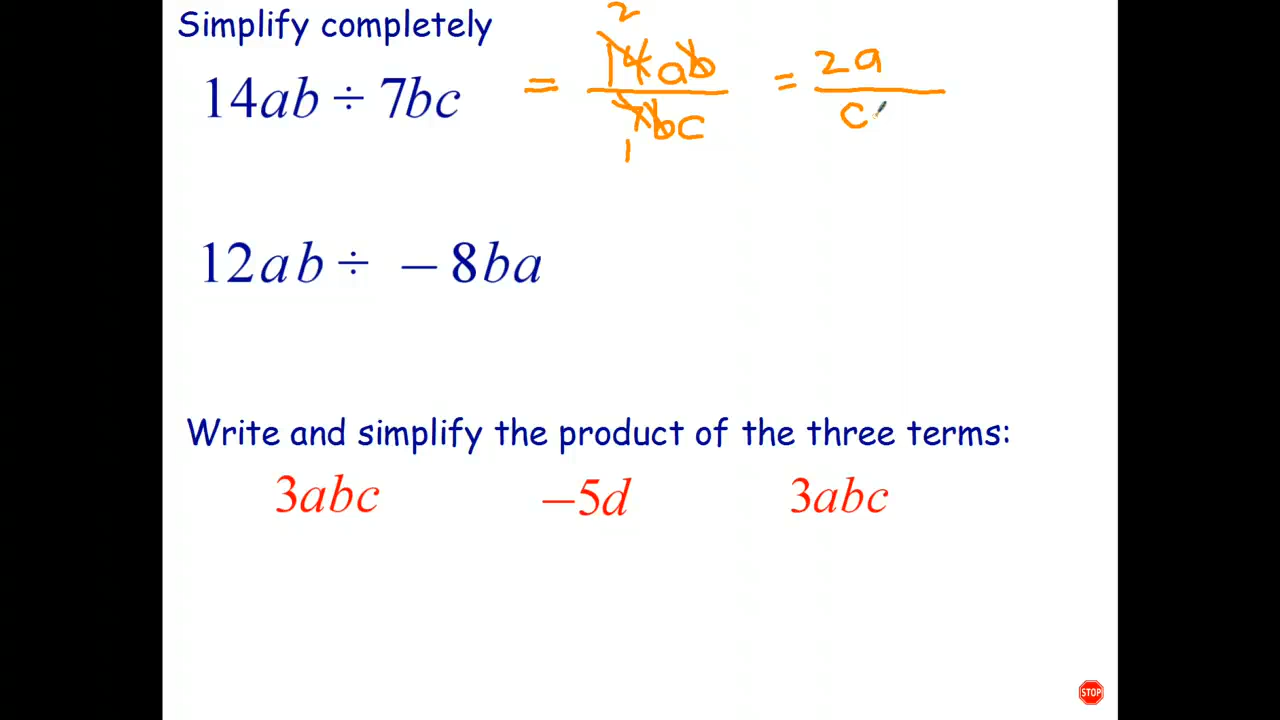 Simplify completely
14ab ÷ 7bc = 2 14ab / 1 7bc = 2a / c
12ab ÷ – 8ba
Write and simplify the product of the three terms:
3abc –5d 3abc
STOP